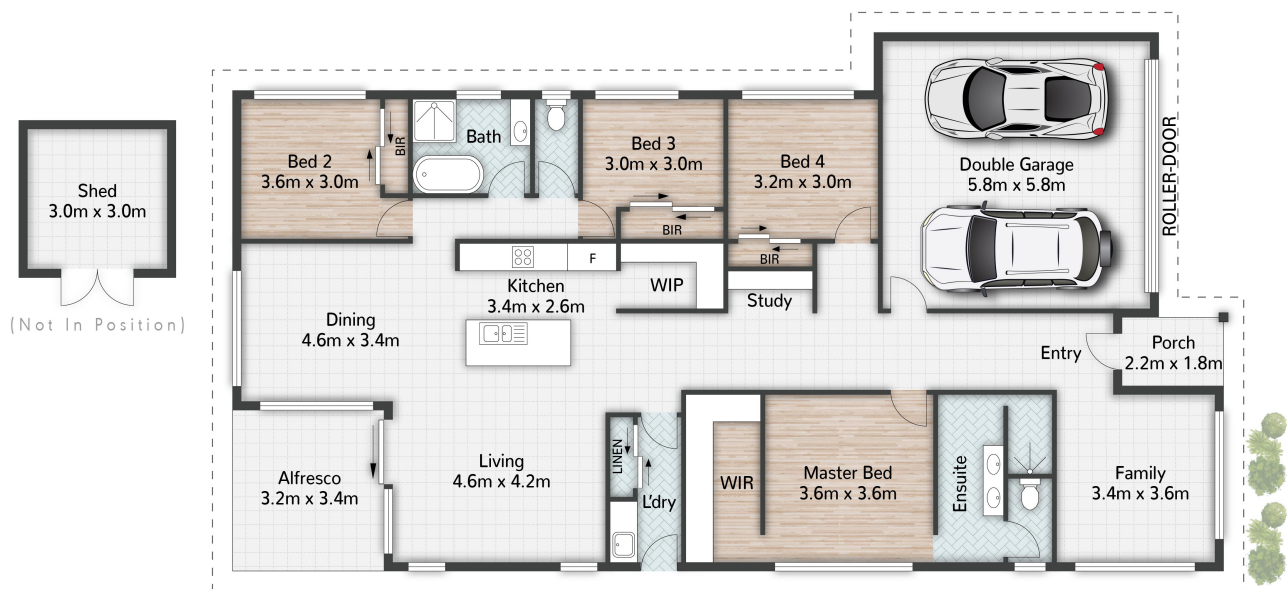 Shed
3.0m x 3.0m
(Not In Position)
Bed 2
3.6m x 3.0m
BIR
Bath
Bed 3
3.0m x 3.0m
BIR
Bed 4
3.2m x 3.0m
BIR
Double Garage
5.8m x 5.8m
ROLLER-DOOR
Dining
4.6m x 3.4m
Kitchen
3.4m x 2.6m
F
WIP
Study
Entry
Porch
2.2m x 1.8m
Alfresco
3.2m x 3.4m
Living
4.6m x 4.2m
LINEN
L'dry
WIR
Master Bed
3.6m x 3.6m
Ensuite
Family
3.4m x 3.6m